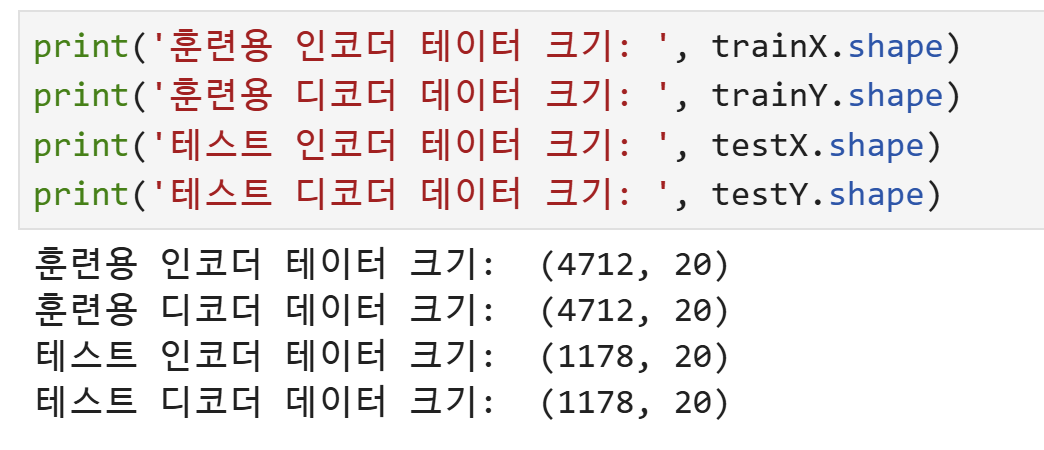 print('훈련용 인코더 테이터 크기: ', trainX.shape)
print('훈련용 디코더 데이터 크기: ', trainY.shape)
print('테스트 인코더 테이터 크기: ', testX.shape)
print('테스트 디코더 데이터 크기: ', testY.shape)
훈련용 인코더 테이터 크기:  (4712, 20)
훈련용 디코더 데이터 크기:  (4712, 20)
테스트 인코더 테이터 크기:  (1178, 20)
테스트 디코더 데이터 크기:  (1178, 20)